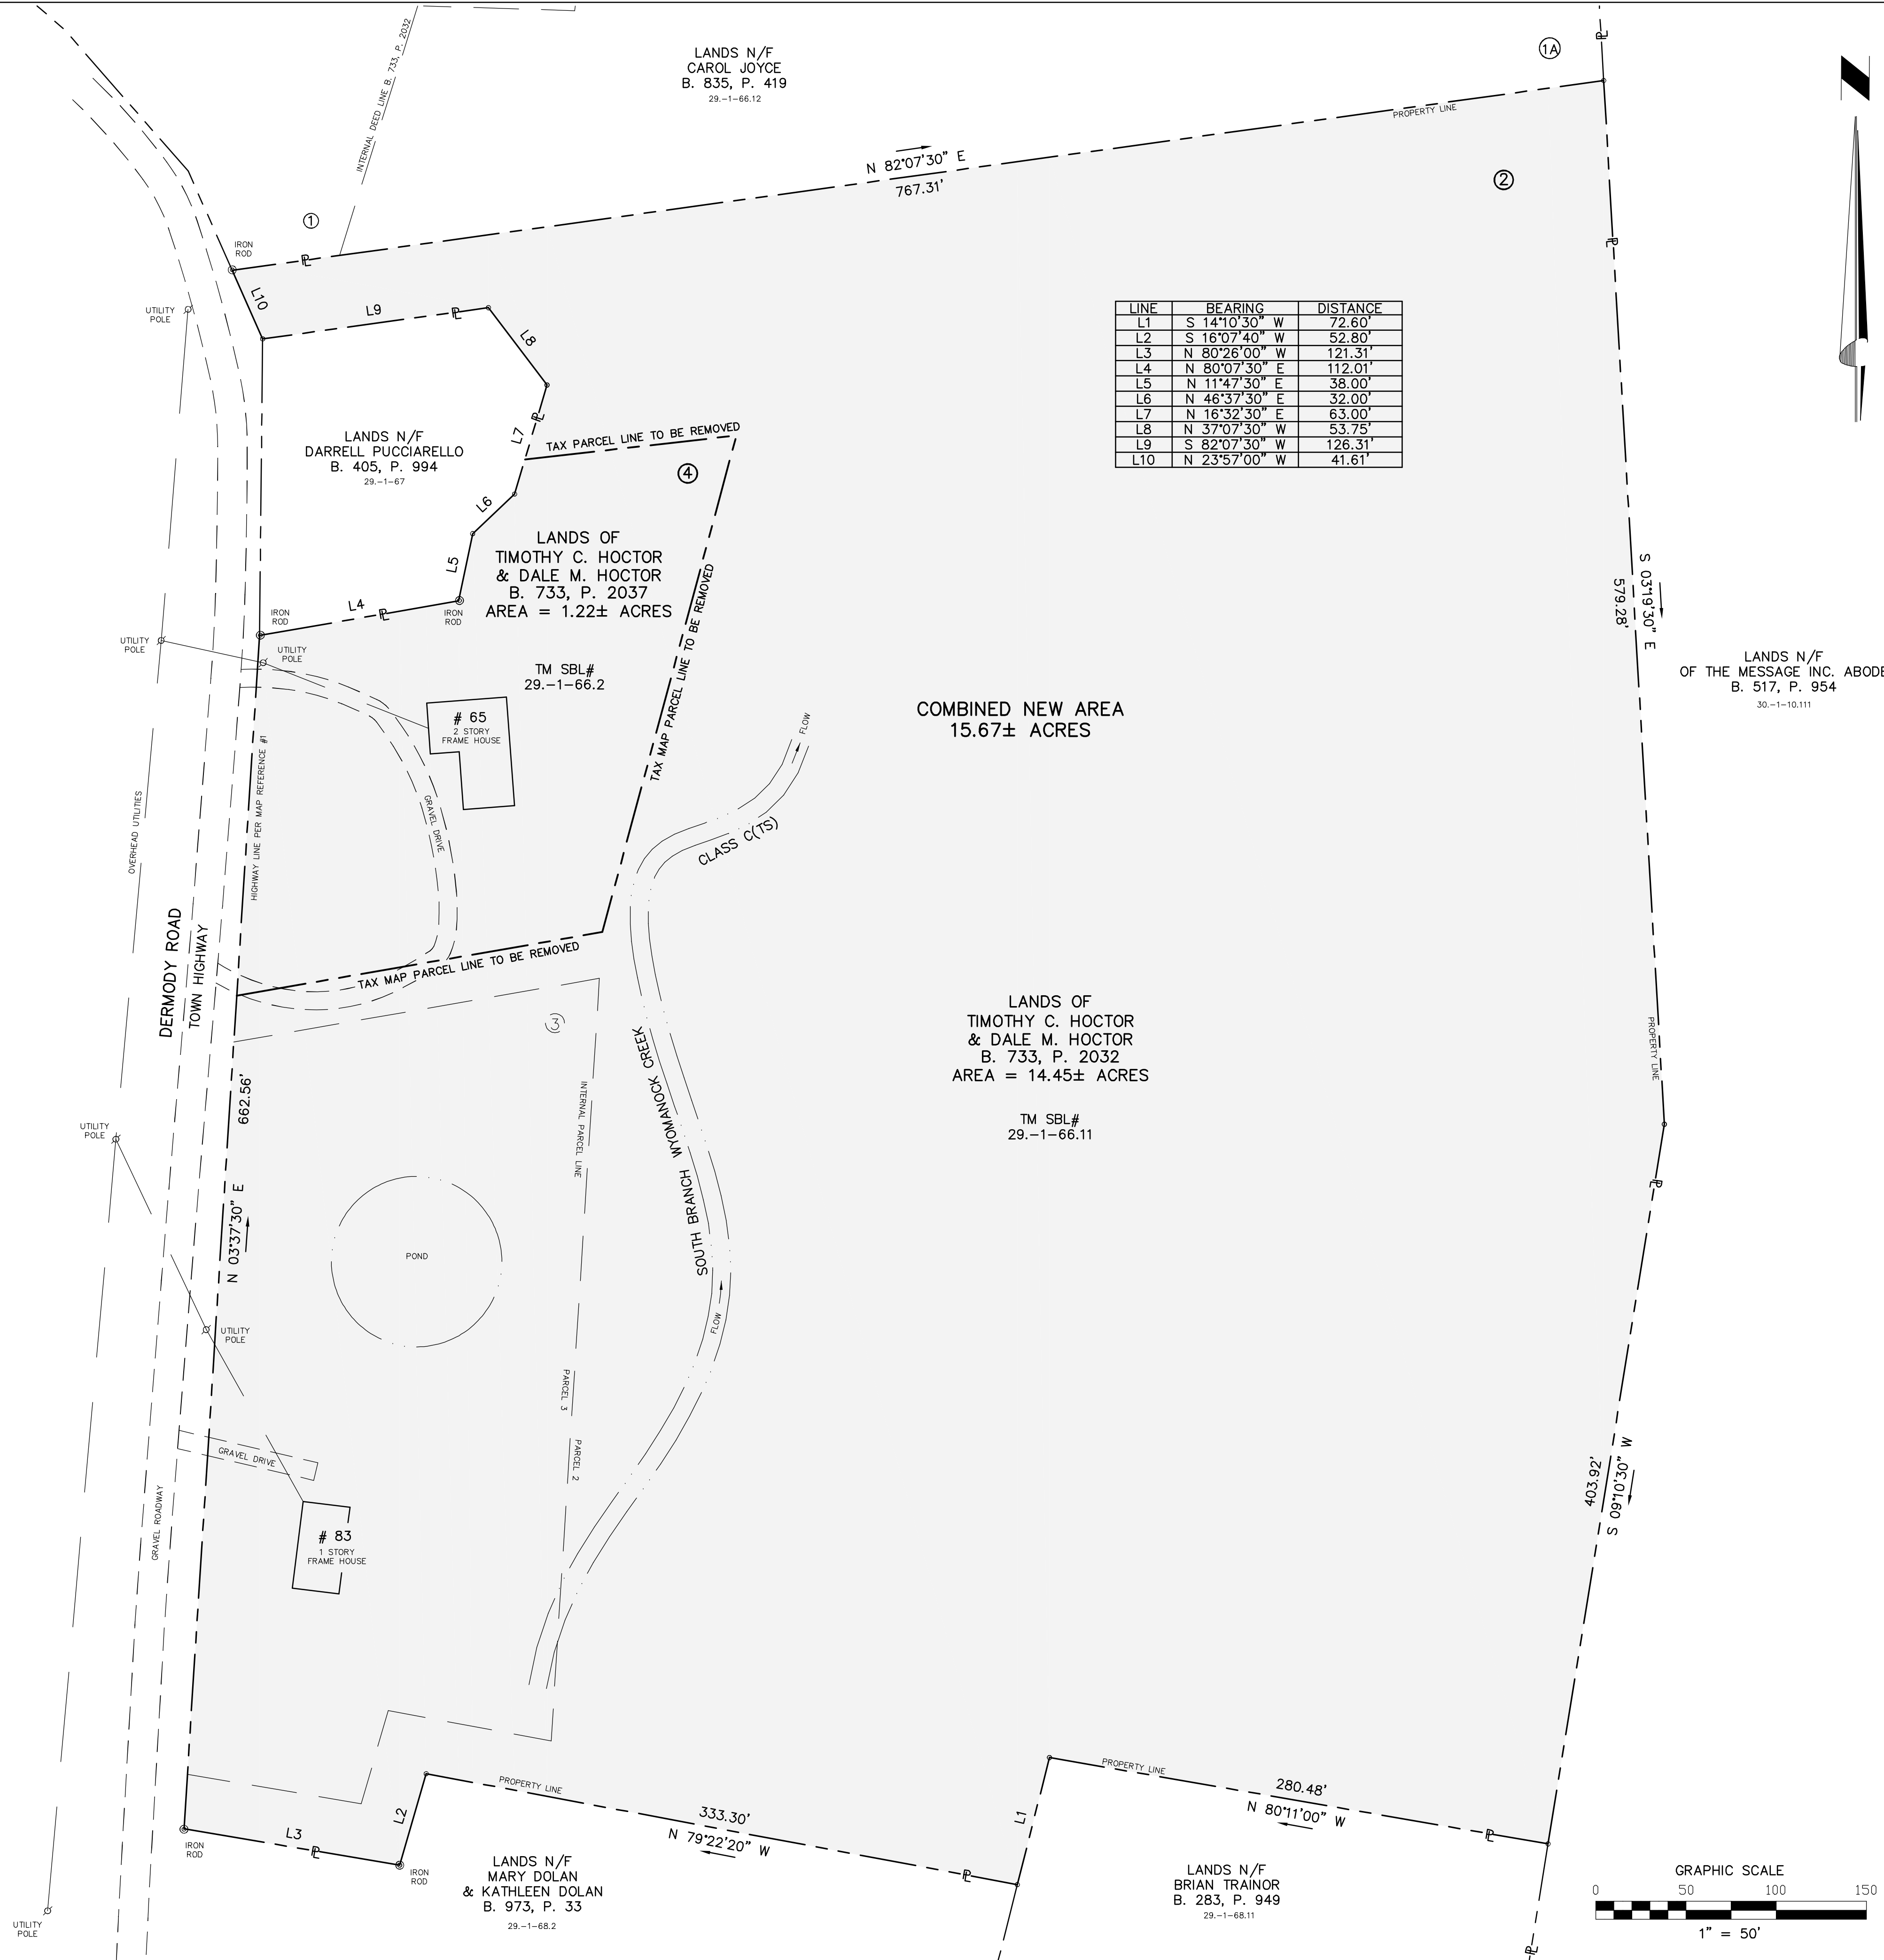 INTERNAL DEED LINE B. 733, P. 2032
LANDS N/F
CAROL JOYCE
B. 835, P. 419
29.-1-66.12
1A
PL
PROPERTY LINE
N 82°07'30" E
767.31'
2
1
IRON
ROD
PL
L10
UTILITY
POLE
L9
PL
L8
PL
LINE BEARING DISTANCE
L1 S 14°10'30" W 72.60'
L2 S 16°07'40" W 52.80'
L3 N 80°26'00" W 121.31'
L4 N 80°07'30" E 112.01'
L5 N 11°47'30" E 38.00'
L6 N 46°37'30" E 32.00'
L7 N 16°32'30" E 63.00'
L8 N 37°07'30" W 53.75'
L9 S 82°07'30" W 126.31'
L10 N 23°57'00" W 41.61'
LANDS N/F
DARRELL PUCCIARELLO
B. 405, P. 994
29.-1-67
L7
PL
TAX PARCEL LINE TO BE REMOVED
4
L6
L5
LANDS OF
TIMOTHY C. HOCTOR
& DALE M. HOCTOR
B. 733, P. 2037
AREA = 1.22± ACRES
TM SBL#
29.-1-66.2
L4
PL
IRON
ROD
IRON
ROD
UTILITY
POLE
UTILITY
POLE
TAX MAP PARCEL LINE TO BE REMOVED
S 03°19'30" E
579.28'
LANDS N/F
OF THE MESSAGE INC. ABODE
B. 517, P. 954
30.-1-10.111
# 65
2 STORY
FRAME HOUSE
COMBINED NEW AREA
15.67± ACRES
FLOW
CLASS C(TS)
GRAVEL DRIVE
HIGHWAY LINE PER MAP REFERENCE #1
OVERHEAD UTILITIES
DERMODY ROAD
TOWN HIGHWAY
TAX MAP PARCEL LINE TO BE REMOVED
3
LANDS OF
TIMOTHY C. HOCTOR
& DALE M. HOCTOR
B. 733, P. 2032
AREA = 14.45± ACRES
TM SBL#
29.-1-66.11
PROPERTY LINE
PL
662.56'
N 03°37'30" E
INTERNAL PARCEL LINE
SOUTH BRANCH WYOMANOCK CREEK
UTILITY
POLE
POND
FLOW
UTILITY
POLE
PARCEL 3
PARCEL 2
GRAVEL DRIVE
GRAVEL ROADWAY
# 83
1 STORY
FRAME HOUSE
403.92'
S 09°10'30" W
PROPERTY LINE
333.30'
N 79°22'20" W
PL
L1
PROPERTY LINE
280.48'
N 80°11'00" W
PL
L2
L3
PL
IRON
ROD
IRON
ROD
LANDS N/F
MARY DOLAN
& KATHLEEN DOLAN
B. 973, P. 33
29.-1-68.2
LANDS N/F
BRIAN TRAINOR
B. 283, P. 949
29.-1-68.11
UTILITY
POLE
PL
GRAPHIC SCALE
0 50 100 150
1" = 50'
N